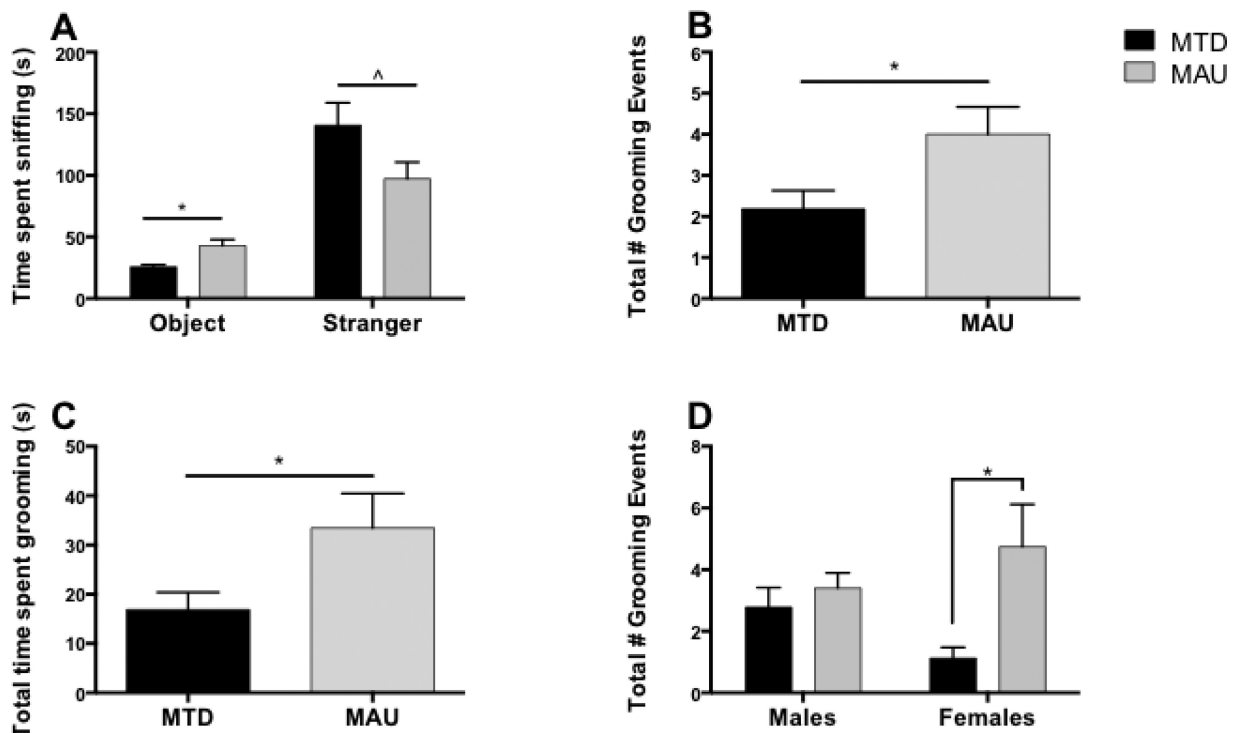 A
Time spent sniffing (s)
200
150
100
50
0
*
^
Object
Stranger
B
Total # Grooming Events
6
5
4
3
2
1
0
*
MTD
MAU
MTD
MAU
C
Total time spent grooming (s)
50
40
30
20
10
0
*
MTD
MAU
D
Total # Grooming Events
8
6
4
2
0
*
Males
Females